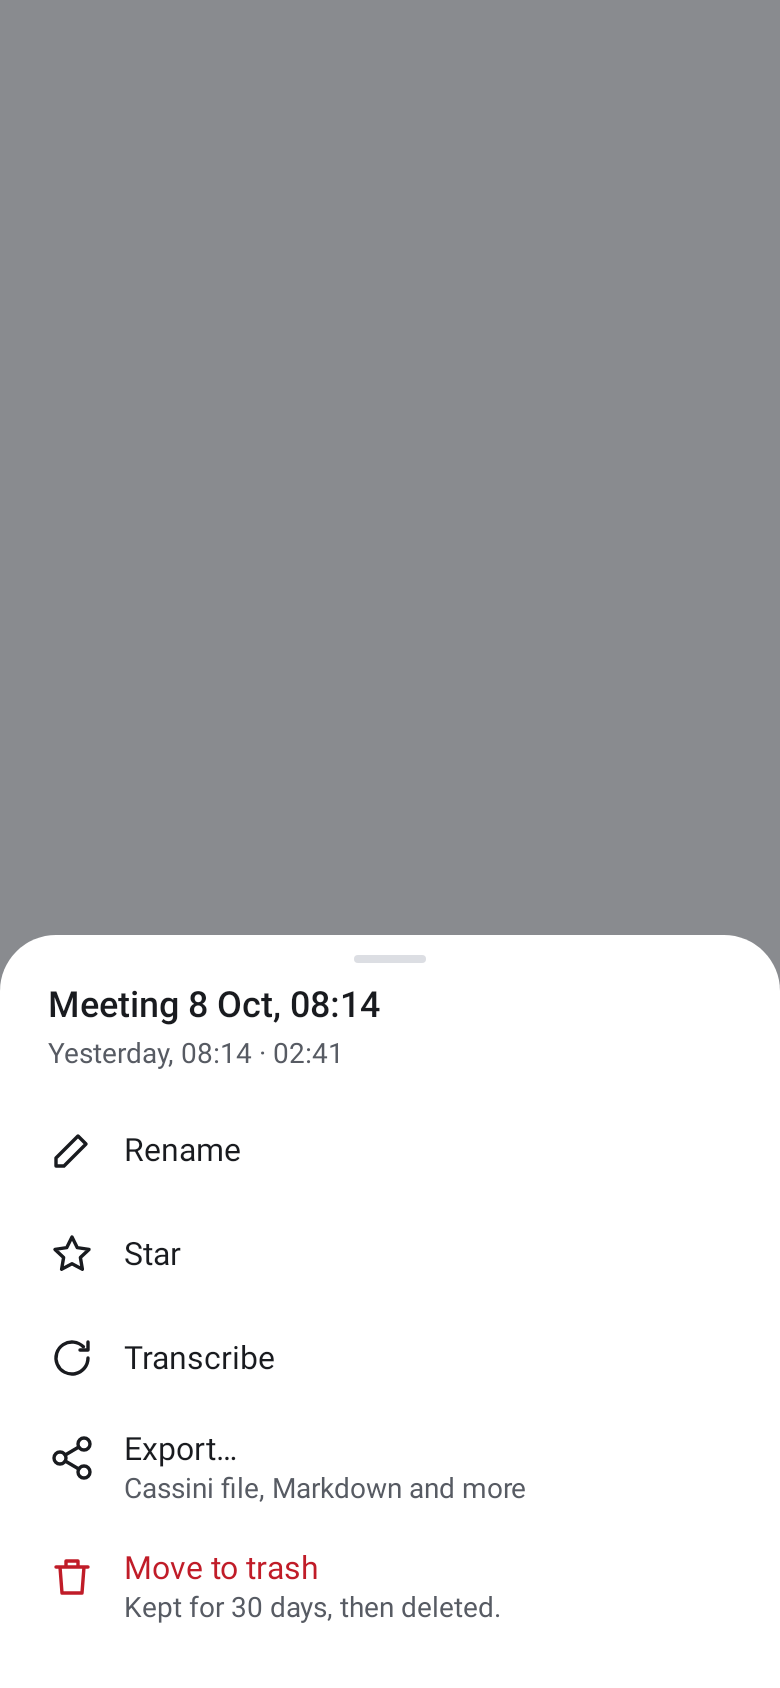 Meeting 8 Oct, 08:14
Yesterday, 08:14 · 02:41
Rename
Star
Transcribe
Export…
Cassini file, Markdown and more
Move to trash
Kept for 30 days, then deleted.